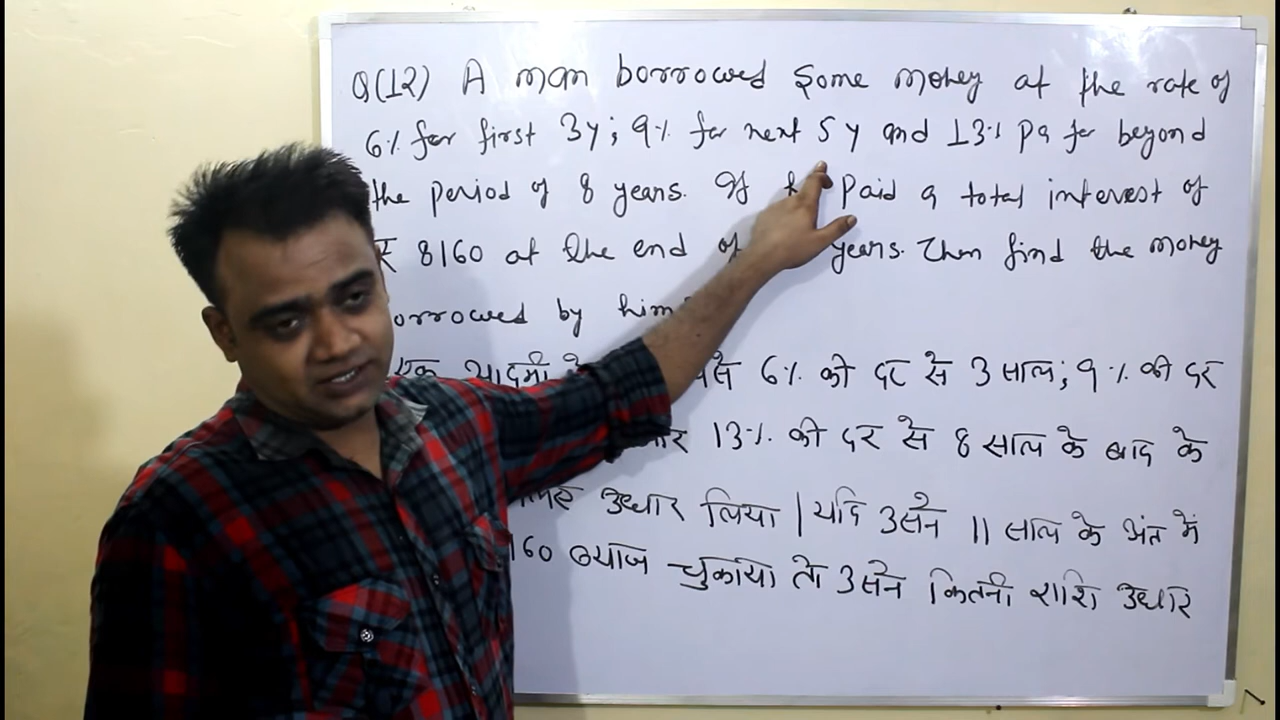 Q(12) A man borrowed some money at the rate of
6% for first 3y; 9% for next 5 y and 13% pa for beyond
the period of 8 years. If paid a total interest of
₹ 8160 at the end of years. Then find the money
orrowed by him
एक आदमी 6% की दर से 3 साल; 9% की दर
13% की दर से 8 साल के बाद के
लिए उधार लिया | यदि उसने 11 साल के अंत में
160 ब्याज चुकाया तो उसने कितनी राशि उधार